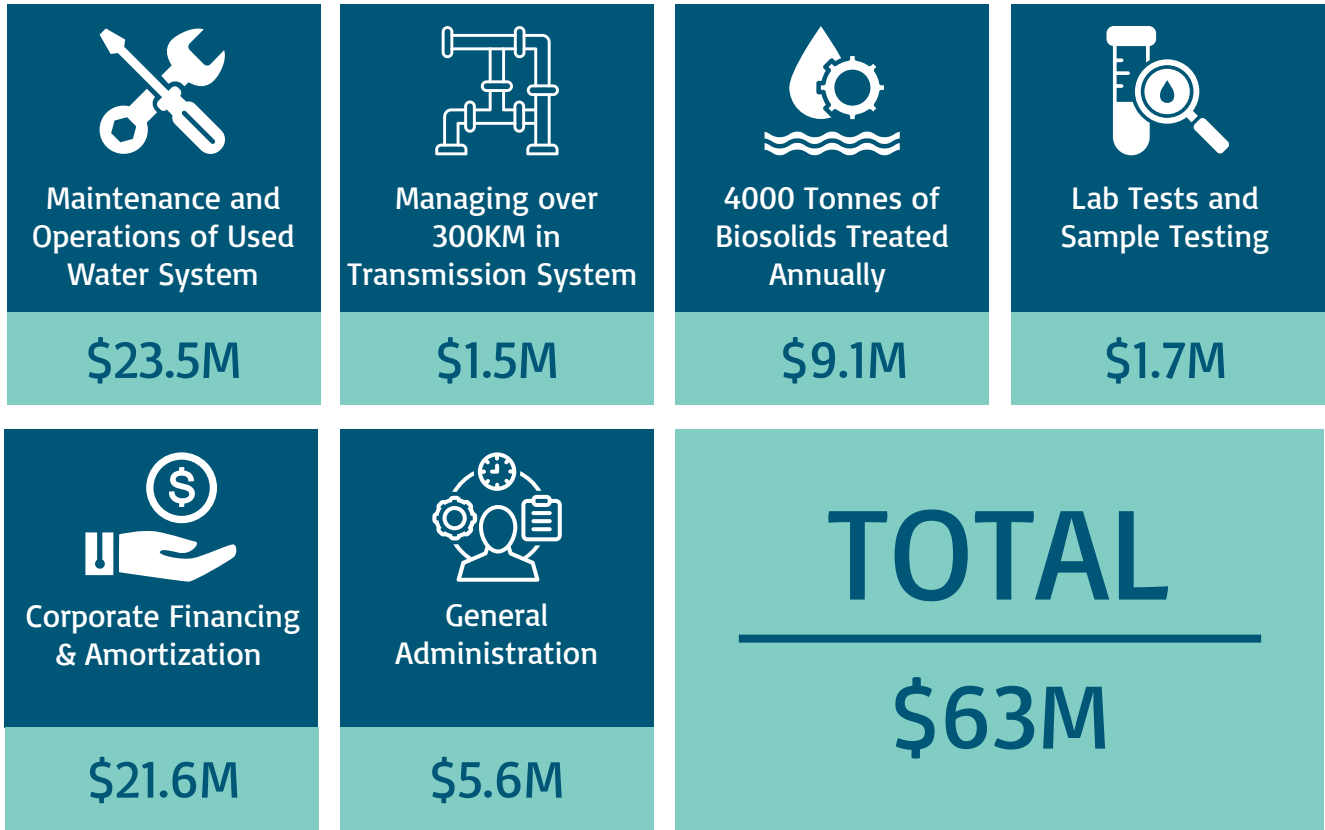 Maintenance and
Operations of Used
Water System
$23.5M
Managing over
300KM in
Transmission System
$1.5M
4000 Tonnes of
Biosolids Treated
Annually
$9.1M
Lab Tests and
Sample Testing
$1.7M
$
Corporate Financing
& Amortization
$21.6M
General
Administration
$5.6M
TOTAL
$63M